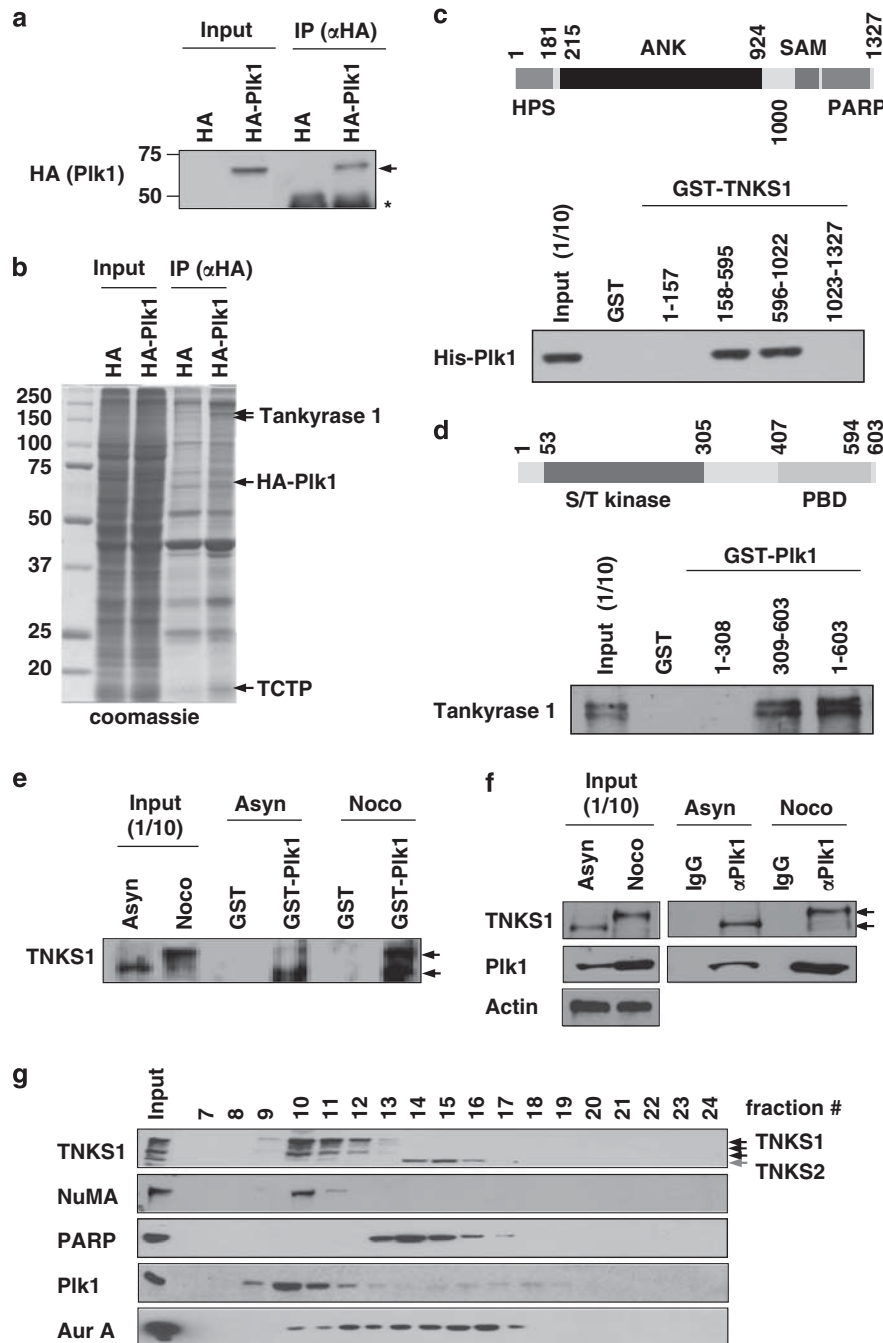 a
Input IP (αHA)
HA HA-Plk1 HA HA-Plk1
HA (Plk1)
75
50
*
b
Input IP (αHA)
HA HA-Plk1 HA HA-Plk1
250
150
100
75
50
37
25
20
Tankyrase 1
HA-Plk1
TCTP
coomassie
c
1 181 215 ANK 924 SAM 1327
HPS 1000 PARP
GST-TNKS1
Input (1/10) GST 1-157 158-595 596-1022 1023-1327
His-Plk1
d
1 53 305 407 594 603
S/T kinase PBD
GST-Plk1
Input (1/10) GST 1-308 309-603 1-603
Tankyrase 1
e
Input (1/10) Asyn Noco
Asyn Noco GST GST-Plk1 GST GST-Plk1
TNKS1
f
Input (1/10) Asyn Noco
Asyn Noco IgG αPlk1 IgG αPlk1
TNKS1
Plk1
Actin
g
Input 7 8 9 10 11 12 13 14 15 16 17 18 19 20 21 22 23 24 fraction #
TNKS1 TNKS1
TNKS2
NuMA
PARP
Plk1
Aur A